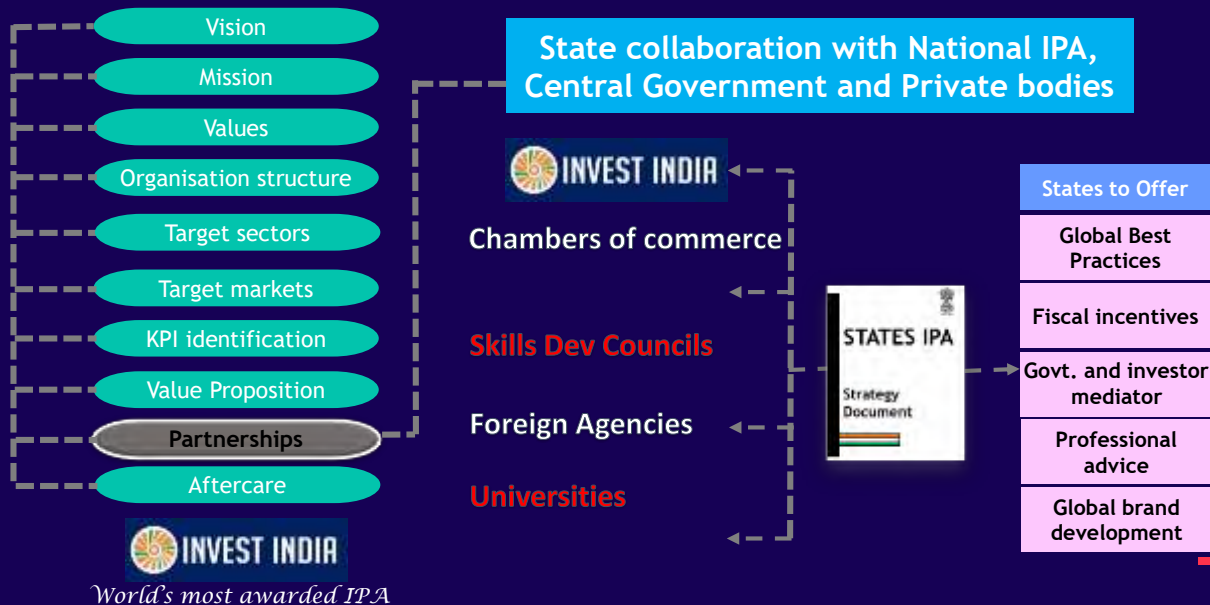 Vision
Mission
Values
Organisation structure
Target sectors
Target markets
KPI identification
Value Proposition
Partnerships
Aftercare
INVEST INDIA
World's most awarded IPA
State collaboration with National IPA,
Central Government and Private bodies
INVEST INDIA
Chambers of commerce
Skills Dev Councils
Foreign Agencies
Universities
STATES IPA
Strategy
Document
States to Offer
Global Best
Practices
Fiscal incentives
Govt. and investor
mediator
Professional
advice
Global brand
development